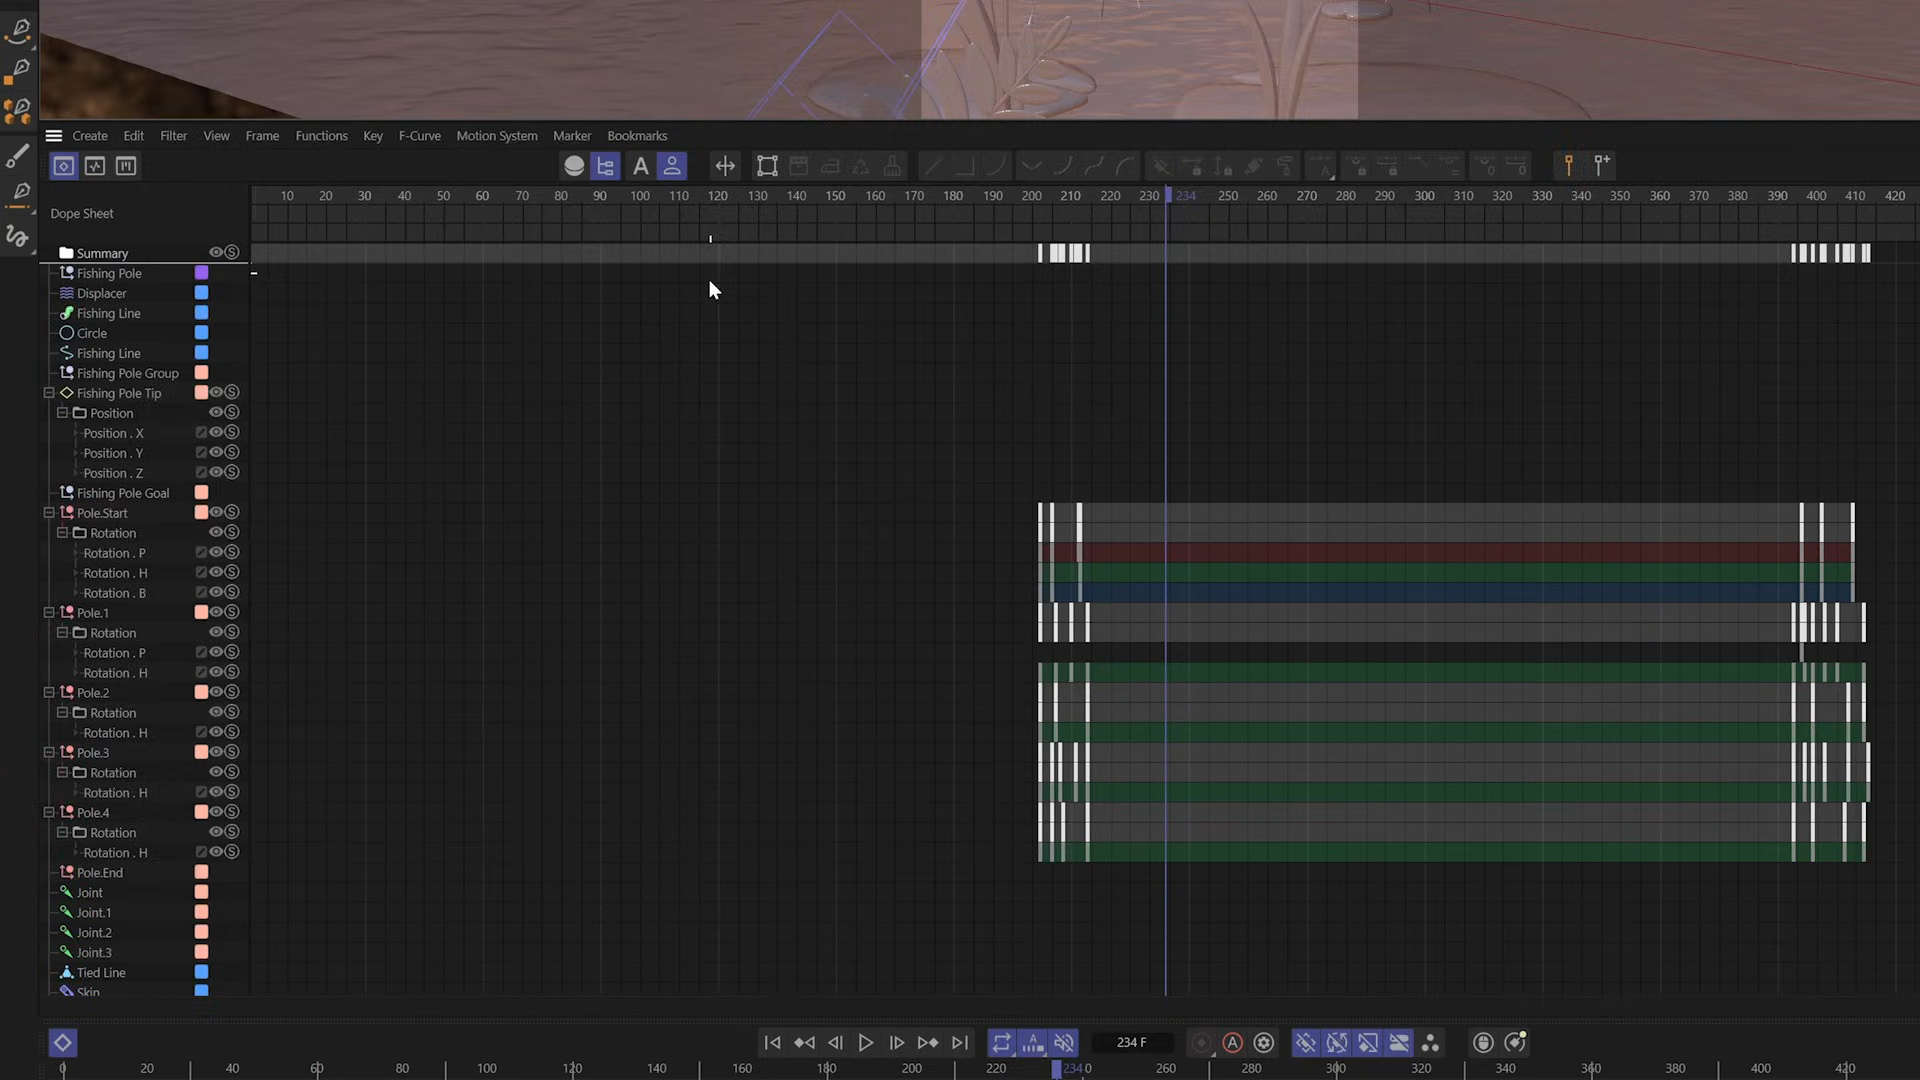 Create Edit Filter View Frame Functions Key F-Curve Motion System Marker Bookmarks
A
10 20 30 40 50 60 70 80 90 100 110 120 130 140 150 160 170 180 190 200 210 220 230 234 250 260 270 280 290 300 310 320 330 340 350 360 370 380 390 400 410 420
Dope Sheet
Summary S
Fishing Pole
Displacer
Fishing Line
Circle
Fishing Line
Fishing Pole Group
Fishing Pole Tip S
Position S
Position . X S
Position . Y S
Position . Z S
Fishing Pole Goal
Pole.Start S
Rotation S
Rotation . P S
Rotation . H S
Rotation . B S
Pole.1 S
Rotation S
Rotation . P S
Rotation . H S
Pole.2 S
Rotation S
Rotation . H S
Pole.3 S
Rotation S
Rotation . H S
Pole.4 S
Rotation S
Rotation . H S
Pole.End
Joint
Joint.1
Joint.2
Joint.3
Tied Line
Skin
A 234 F A
0 20 40 60 80 100 120 140 160 180 200 220 234 0 260 280 300 320 340 360 380 400 420